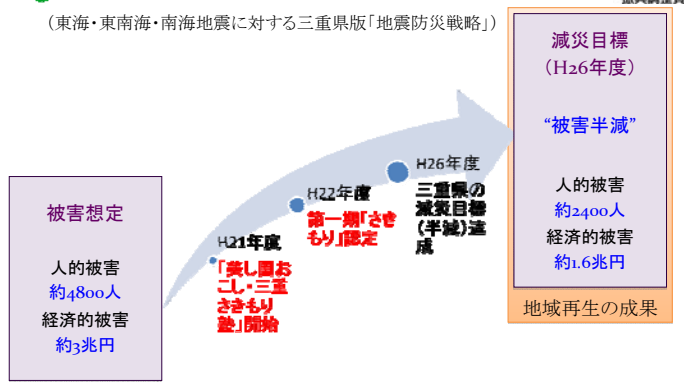 (東海・東南海・南海地震に対する三重県版「地震防災戦略」)
減災目標
(H26年度)
“被害半減”
人的被害
約2400人
経済的被害
約1.6兆円
地域再生の成果
H26年度
三重県の
減災目標
(半減)達
成
H22年度
第一期「さき
もり」認定
H21年度
「美し国お
こし・三重
さきもり
塾」開始
被害想定
人的被害
約4800人
経済的被害
約3兆円